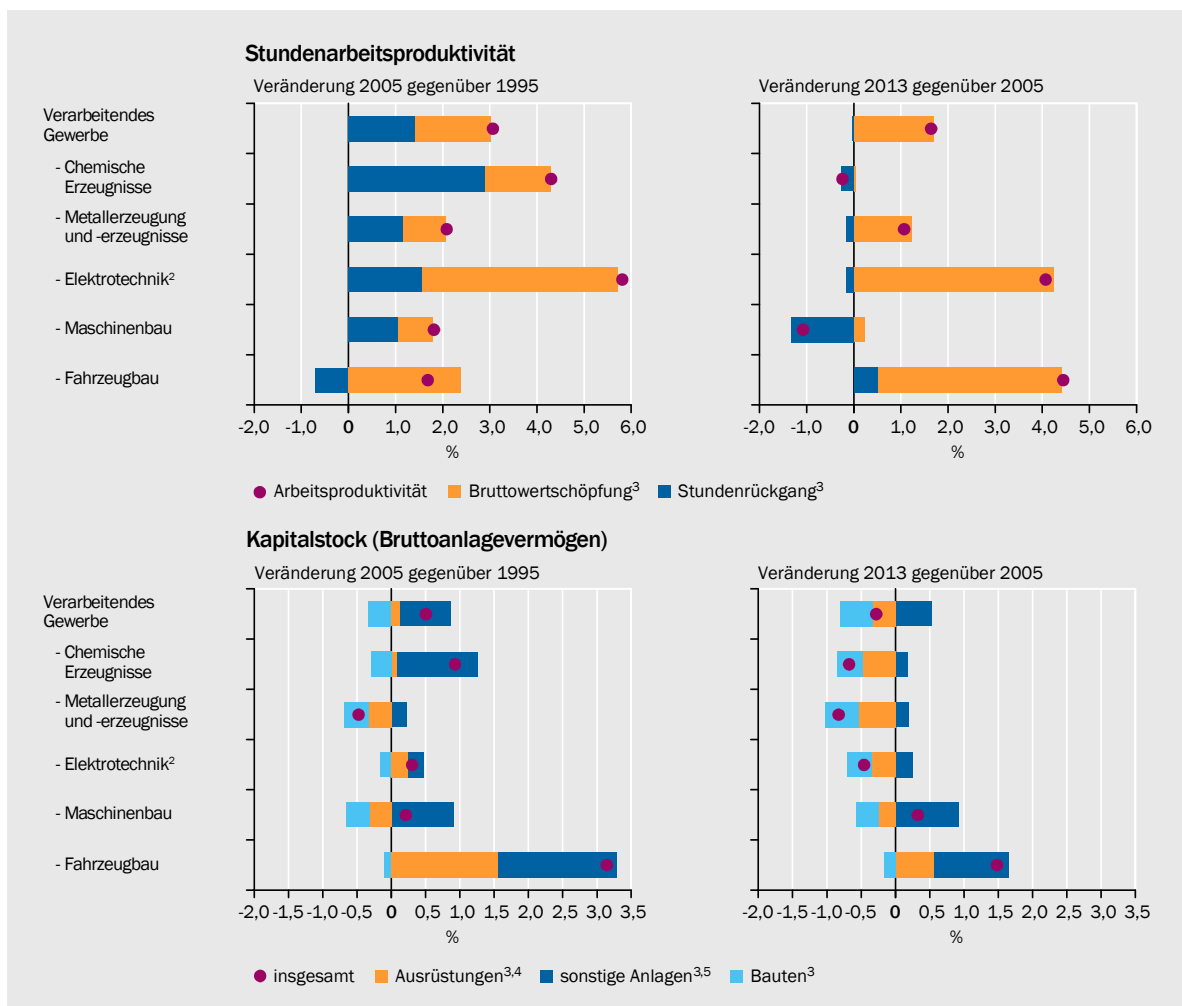 Stundenarbeitsproduktivität
Veränderung 2005 gegenüber 1995
Veränderung 2013 gegenüber 2005
Verarbeitendes
Gewerbe
- Chemische
Erzeugnisse
- Metallerzeugung
und -erzeugnisse
- Elektrotechnik²
- Maschinenbau
- Fahrzeugbau
-2,0 -1,0 0 1,0 2,0 3,0 4,0 5,0 6,0
-2,0 -1,0 0 1,0 2,0 3,0 4,0 5,0 6,0
%
%
Arbeitsproduktivität Bruttowertschöpfung³ Stundenrückgang³
Kapitalstock (Bruttoanlagevermögen)
Veränderung 2005 gegenüber 1995
Veränderung 2013 gegenüber 2005
Verarbeitendes
Gewerbe
- Chemische
Erzeugnisse
- Metallerzeugung
und -erzeugnisse
- Elektrotechnik²
- Maschinenbau
- Fahrzeugbau
-2,0 -1,5 -1,0 -0,5 0 0,5 1,0 1,5 2,0 2,5 3,0 3,5
-2,0 -1,5 -1,0 -0,5 0 0,5 1,0 1,5 2,0 2,5 3,0 3,5
%
%
insgesamt Ausrüstungen³,⁴ sonstige Anlagen³,⁵ Bauten³